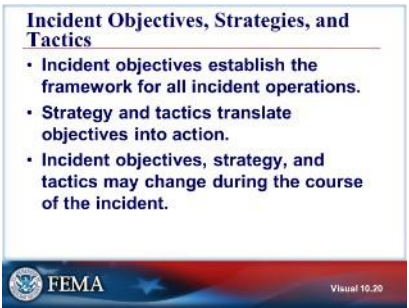 Incident Objectives, Strategies, and
Tactics
• Incident objectives establish the
framework for all incident operations.
• Strategy and tactics translate
objectives into action.
• Incident objectives, strategy, and
tactics may change during the course
of the incident.
FEMA
Visual 10.20